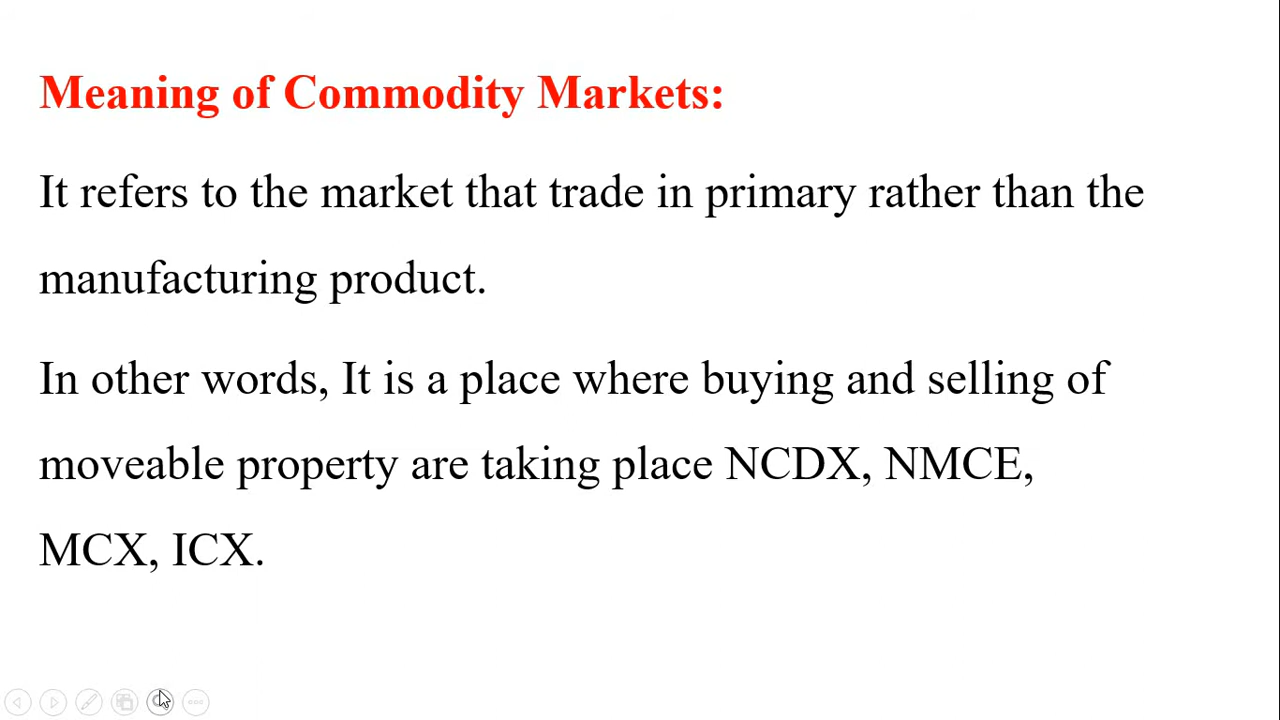 Meaning of Commodity Markets:
It refers to the market that trade in primary rather than the
manufacturing product.
In other words, It is a place where buying and selling of
moveable property are taking place NCDX, NMCE,
MCX, ICX.